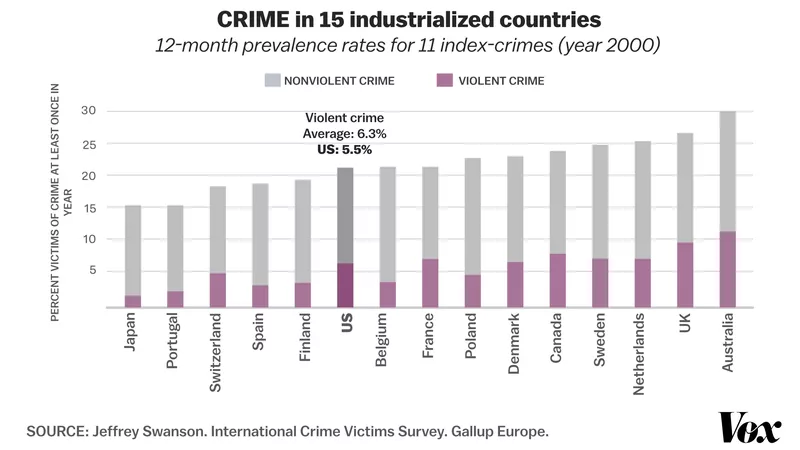 CRIME in 15 industrialized countries
12-month prevalence rates for 11 index-crimes (year 2000)
NONVIOLENT CRIME
VIOLENT CRIME
PERCENT VICTIMS OF CRIME AT LEAST ONCE IN
YEAR
30
25
20
15
10
5
Violent crime
Average: 6.3%
US: 5.5%
Japan
Portugal
Switzerland
Spain
Finland
US
Belgium
France
Poland
Denmark
Canada
Sweden
Netherlands
UK
Australia
SOURCE: Jeffrey Swanson. International Crime Victims Survey. Gallup Europe.
Vox